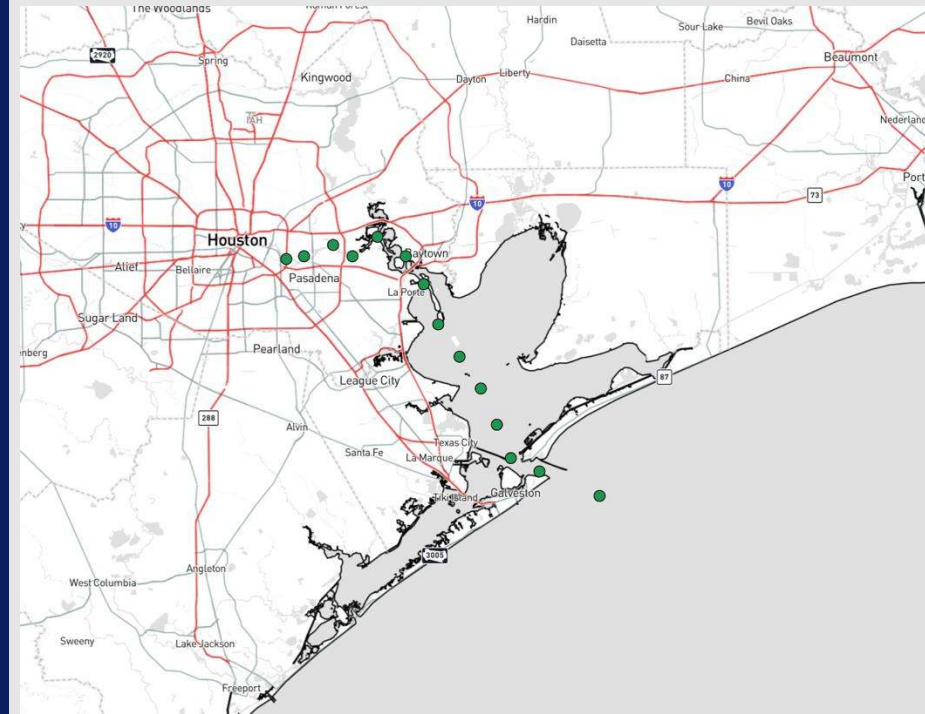 The Woodlands
Hardin
Sour Lake
Bevil Oaks
Daisetta
2920
Spring
Beaumont
Kingwood
Dayton
Liberty
China
IAH
Nederland
10
73
Port
10
10
Houston
Baytown
Alief
Bellaire
Pasadena
La Porte
Sugar Land
Pearland
enberg
League City
87
288
Alvin
Texas City
Santa Fe
La Marque
Tiki Island
Galveston
3005
Angleton
West Columbia
Sweeny
Lake Jackson
Freeport